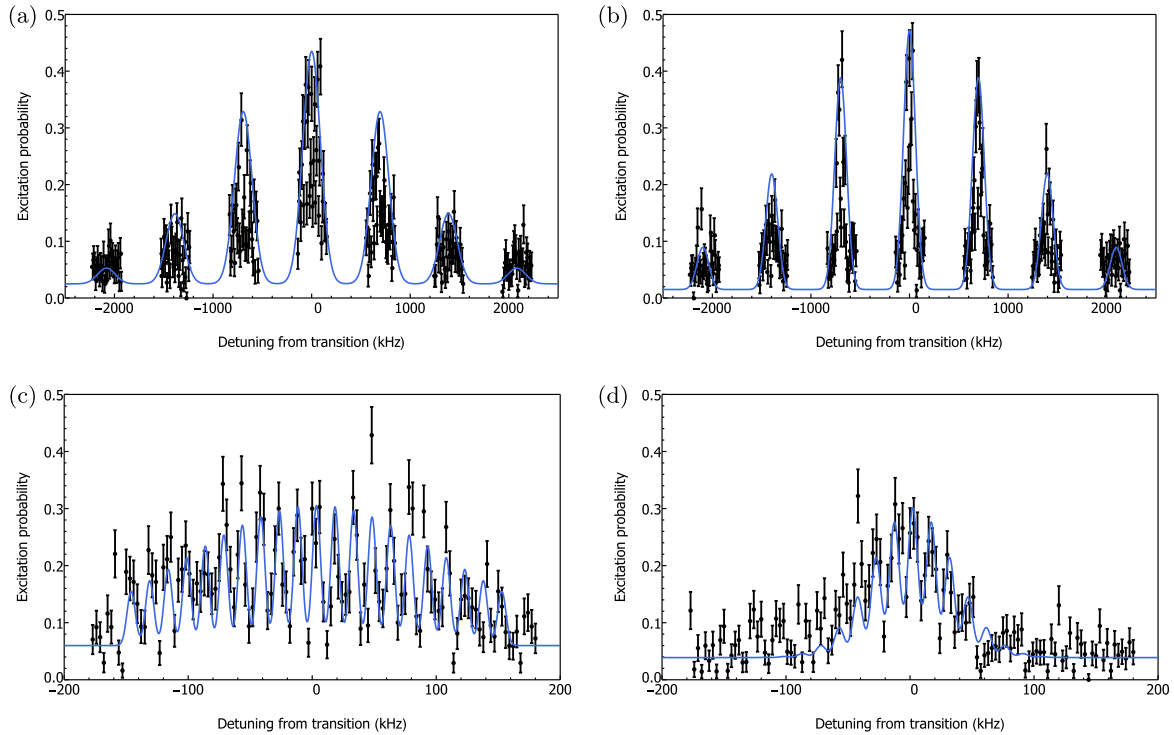 (a)
0.5
0.4
0.3
0.2
0.1
0.0
Excitation probability
−2000 −1000 0 1000 2000
Detuning from transition (kHz)
(b)
0.5
0.4
0.3
0.2
0.1
0.0
Excitation probability
−2000 −1000 0 1000 2000
Detuning from transition (kHz)
(c)
0.5
0.4
0.3
0.2
0.1
0.0
Excitation probability
−200 −100 0 100 200
Detuning from transition (kHz)
(d)
0.5
0.4
0.3
0.2
0.1
0.0
Excitation probability
−200 −100 0 100 200
Detuning from transition (kHz)